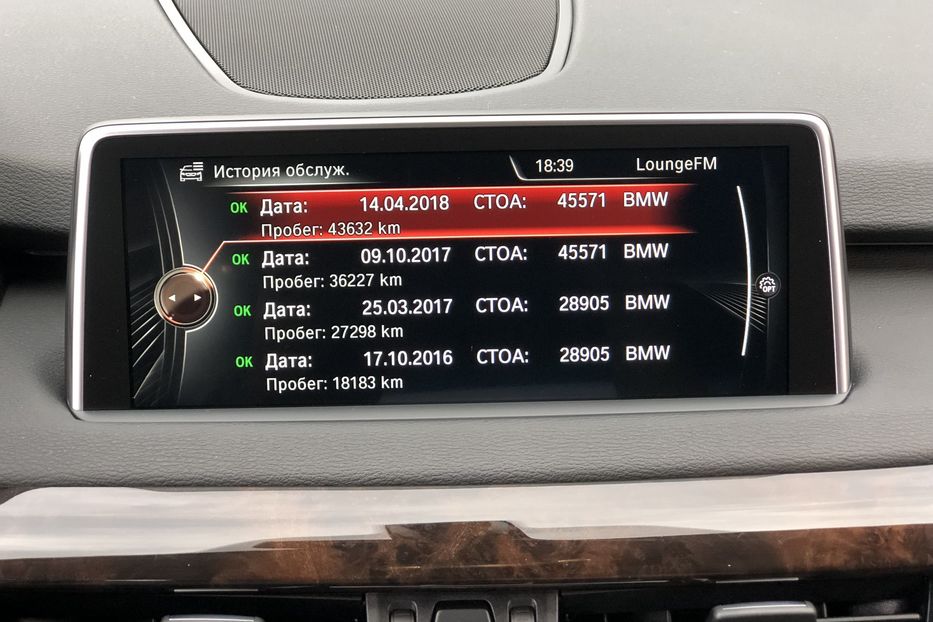 История обслуж. 18:39 LoungeFM
OK Дата: 14.04.2018 СТОА: 45571 BMW
Пробег: 43632 km
OK Дата: 09.10.2017 СТОА: 45571 BMW
Пробег: 36227 km
OK Дата: 25.03.2017 СТОА: 28905 BMW
Пробег: 27298 km
OK Дата: 17.10.2016 СТОА: 28905 BMW
Пробег: 18183 km
OPT